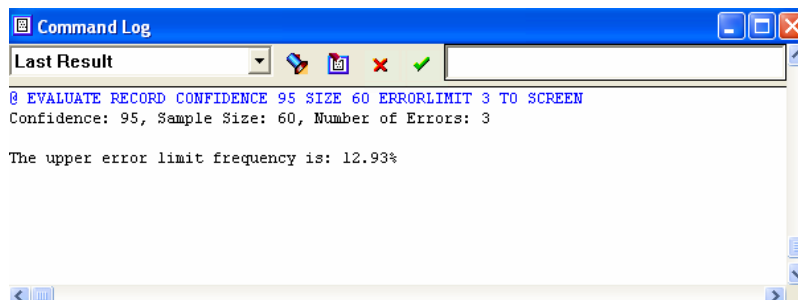 Command Log
Last Result
@ EVALUATE RECORD CONFIDENCE 95 SIZE 60 ERRORLIMIT 3 TO SCREEN
Confidence: 95, Sample Size: 60, Number of Errors: 3
The upper error limit frequency is: 12.93%